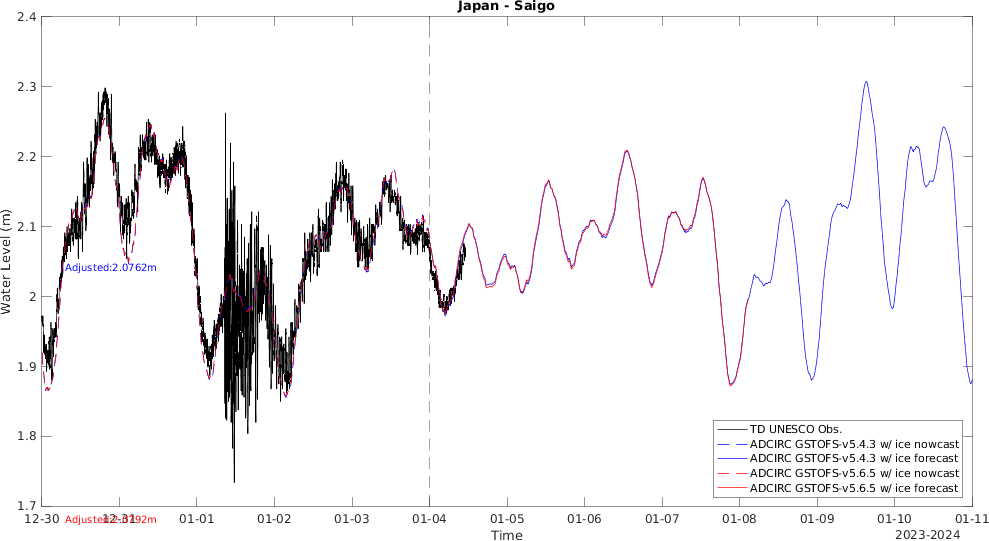 Japan - Saigo
2.4
2.3
2.2
2.1
2
1.9
1.8
1.7
Water Level (m)
Adjusted:2.0762m
TD UNESCO Obs.
ADCIRC GSTOFS-v5.4.3 w/ ice nowcast
ADCIRC GSTOFS-v5.4.3 w/ ice forecast
ADCIRC GSTOFS-v5.6.5 w/ ice nowcast
ADCIRC GSTOFS-v5.6.5 w/ ice forecast
12-30 12-31 01-01 01-02 01-03 01-04 01-05 01-06 01-07 01-08 01-09 01-10 01-11
Time
2023-2024